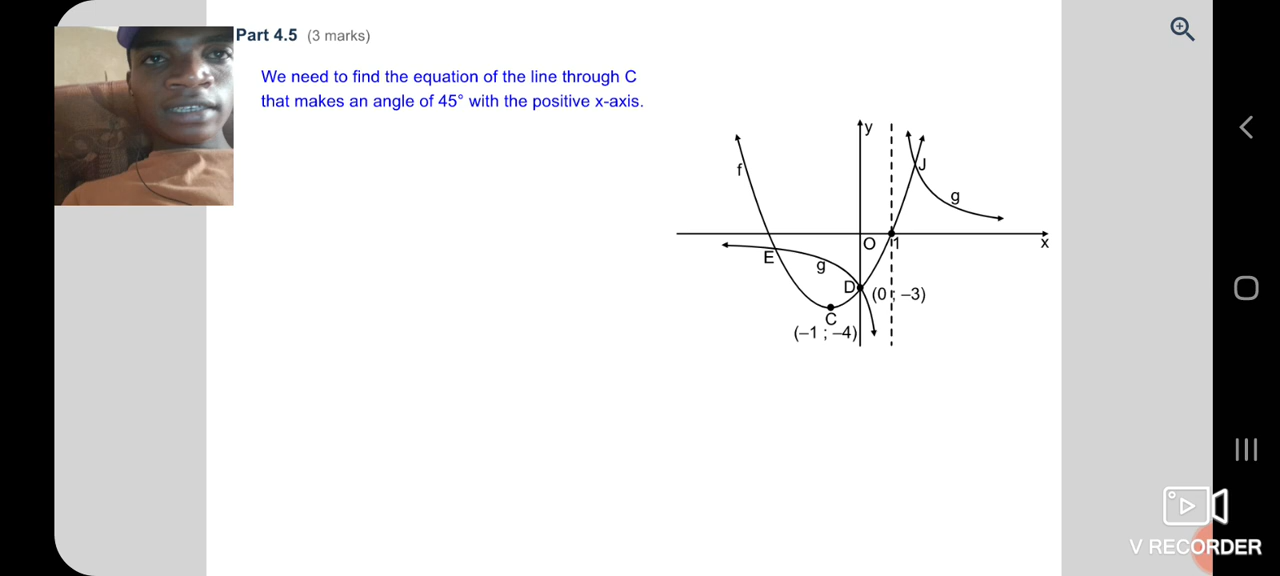 Part 4.5 (3 marks)
We need to find the equation of the line through C
that makes an angle of 45° with the positive x-axis.
y
f
J
g
O
1
x
E
g
D
(0 ; –3)
C
(–1 ; –4)
V RECORDER